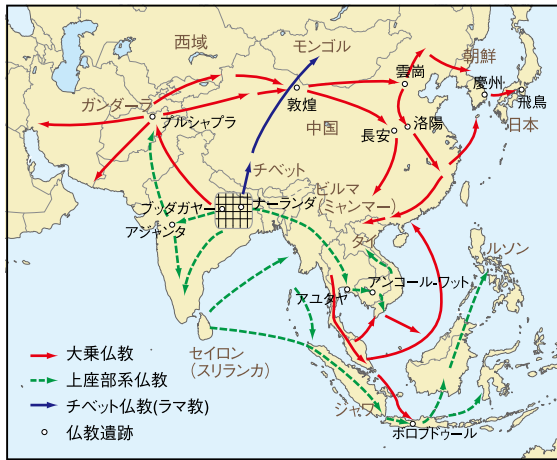 西域
モンゴル
朝鮮
雲崗
慶州
飛鳥
日本
ガンダーラ
プルシャプラ
敦煌
中国
洛陽
長安
チベット
ビルマ
(ミャンマー)
ブッダガヤー
ナーランダ
アジャンタ
タイ
ルソン
アユタヤ
アンコール-ワット
セイロン
(スリランカ)
ジャワ
ボロブドゥール
大乗仏教
上座部系仏教
チベット仏教(ラマ教)
仏教遺跡